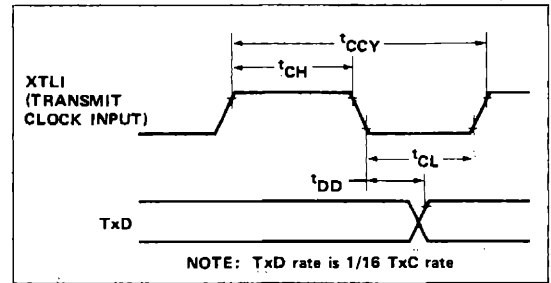 tCCY
tCH
XTLI
(TRANSMIT
CLOCK INPUT)
tCL
tDD
TxD
NOTE: TxD rate is 1/16 TxC rate